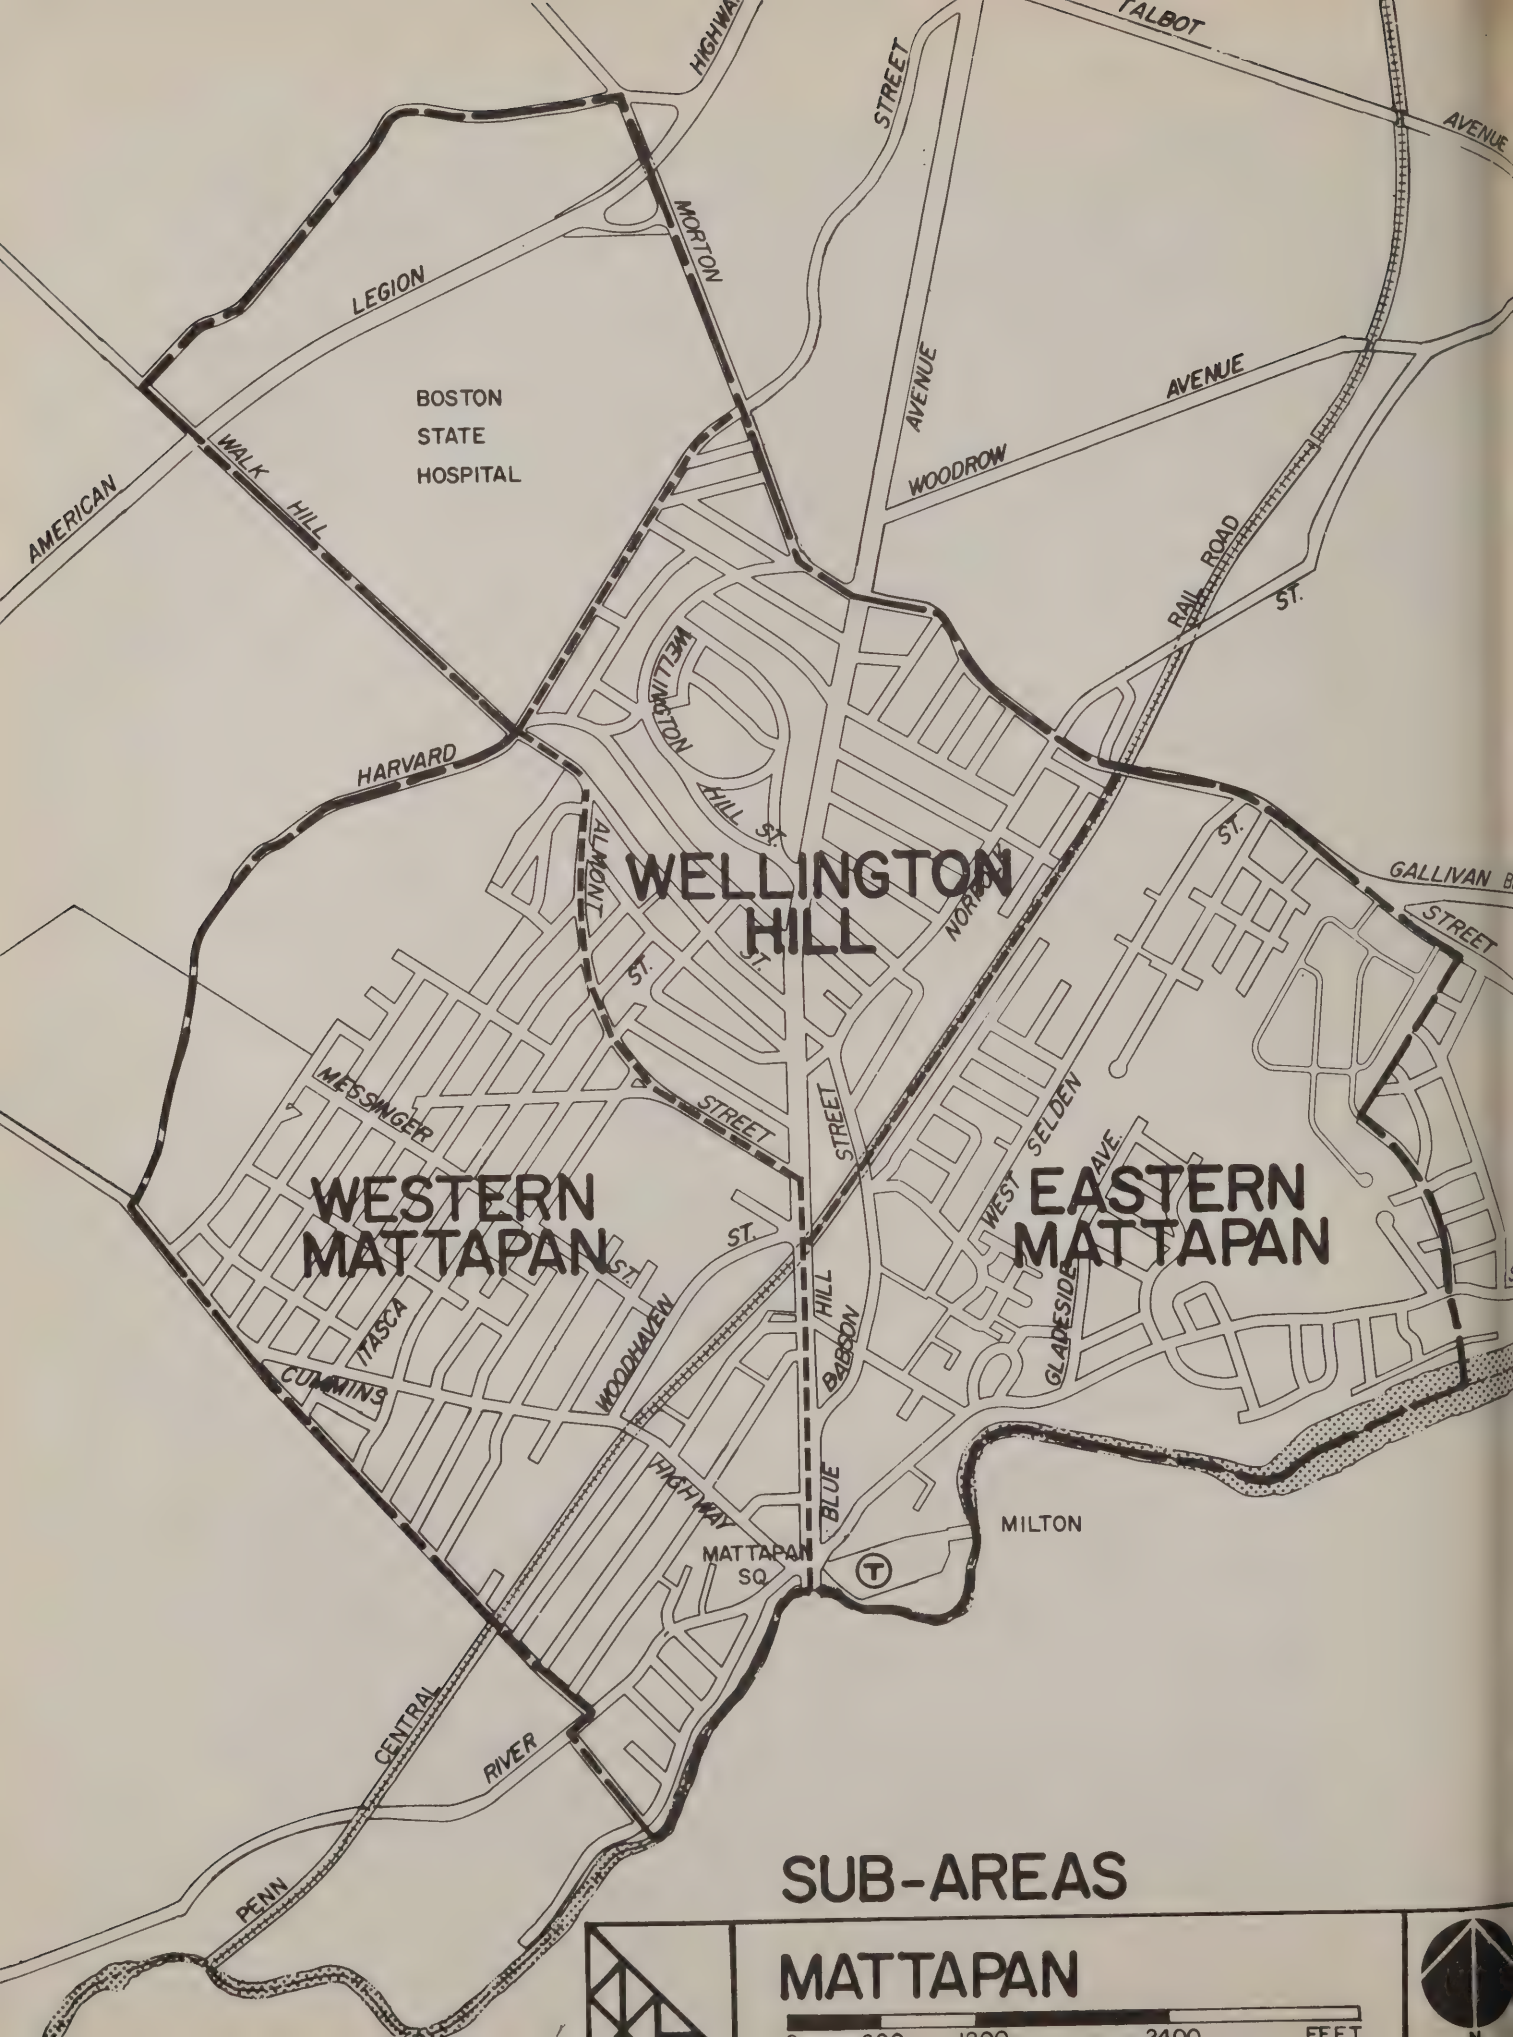 TALBOT
HIGHWAY
STREET
AVENUE
MORTON
LEGION
AVENUE
AVENUE
BOSTON
STATE
HOSPITAL
WALK
HILL
WOODROW
AMERICAN
RAIL ROAD
ST.
WELLINGTON
HILL ST.
HARVARD
ALMONT
ST.
GALLIVAN
STREET
WELLINGTON
HILL
NORFOLK
ST.
ST.
MESSINGER
STREET
STREET
WEST SELDEN
AVE.
WESTERN
MATTAPAN
EASTERN
MATTAPAN
ST.
ST.
ITASCA
WOODHAVEN
HILL
BABSON
GLADESIDE
CUMMINS
HIGHWAY
BLUE
MILTON
MATTAPAN
SQ.
T
CENTRAL
RIVER
PENN
SUB-AREAS
MATTAPAN
FEET
N